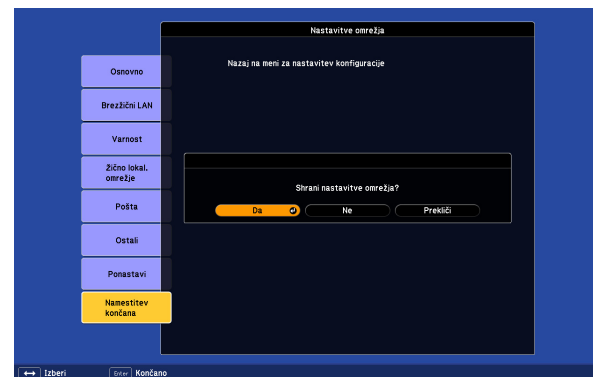 Nastavitve omrežja
Nazaj na meni za nastavitev konfiguracije
Osnovno
Brezžični LAN
Varnost
Žično lokal.
omrežje
Pošta
Ostali
Ponastavi
Namestitev
končana
Shrani nastavitve omrežja?
Da Ne Prekliči
Izberi Enter Končano